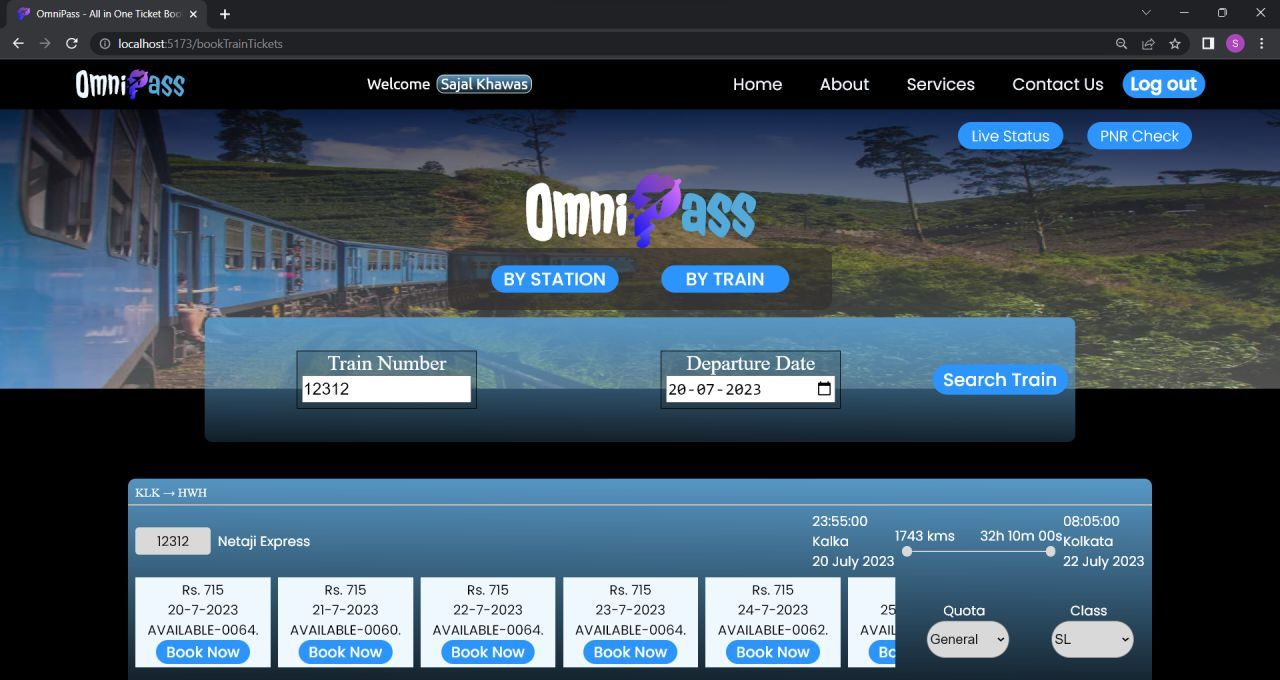 OmniPass - All in One Ticket Boo
localhost:5173/bookTrainTickets
S
OmniPass
Welcome Sajal Khawas
Home About Services Contact Us Log out
Live Status PNR Check
OmniPass
BY STATION BY TRAIN
Train Number Departure Date
12312 20-07-2023 Search Train
KLK → HWH
12312 Netaji Express
23:55:00 08:05:00
1743 kms 32h 10m 00s
Kalka Kolkata
20 July 2023 22 July 2023
Rs. 715 Rs. 715 Rs. 715 Rs. 715 Rs. 715
20-7-2023 21-7-2023 22-7-2023 23-7-2023 24-7-2023 25
AVAILABLE-0064. AVAILABLE-0060. AVAILABLE-0064. AVAILABLE-0064. AVAILABLE-0062. AVAIL
Book Now Book Now Book Now Book Now Book Now Bo
Quota Class
General SL